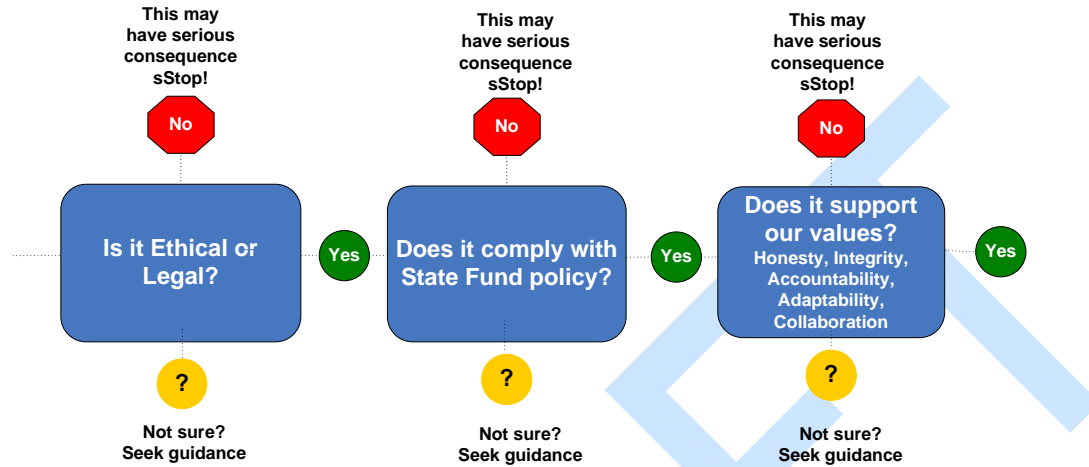 This may
have serious
consequence
sStop!
This may
have serious
consequence
sStop!
This may
have serious
consequence
sStop!
No
No
No
Is it Ethical or
Legal?
Yes
Does it comply with
State Fund policy?
Yes
Does it support
our values?
Honesty, Integrity,
Accountability,
Adaptability,
Collaboration
Yes
?
?
?
Not sure?
Seek guidance
Not sure?
Seek guidance
Not sure?
Seek guidance